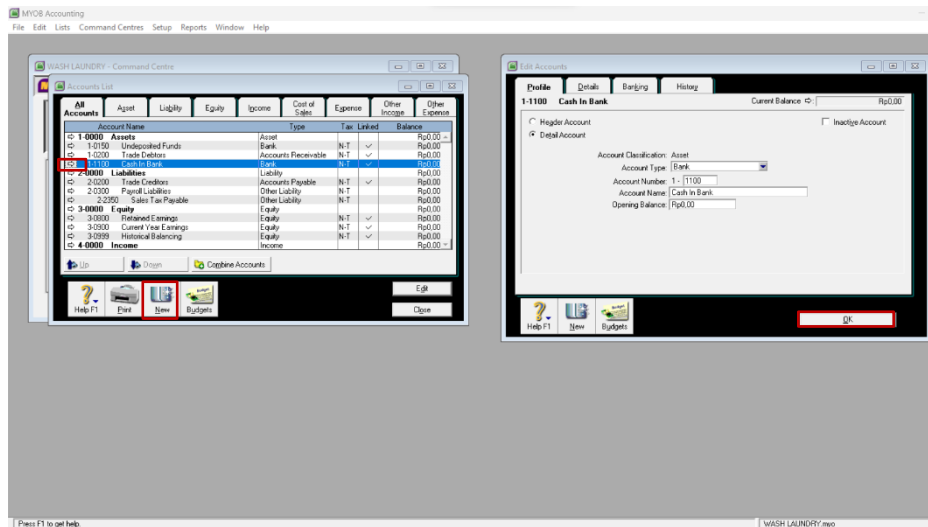 MYOB Accounting
File Edit Lists Command Centres Setup Reports Window Help
WASH LAUNDRY - Command Centre
Accounts List
All Accounts Asset Liability Equity Income Cost of Sales Expense Other Income Other Expense
Account Name Type Tax Linked Balance
1-0000 Assets Asset Rp0,00
1-0150 Undeposited Funds Bank N-T ✓ Rp0,00
1-0200 Trade Debtors Accounts Receivable N-T ✓ Rp0,00
1-1100 Cash In Bank Bank N-T ✓ Rp0,00
2-0000 Liabilities Liability Rp0,00
2-0200 Trade Creditors Accounts Payable N-T ✓ Rp0,00
2-0300 Payroll Liabilities Other Liability N-T Rp0,00
2-2350 Sales Tax Payable Other Liability N-T Rp0,00
3-0000 Equity Equity Rp0,00
3-0800 Retained Earnings Equity N-T ✓ Rp0,00
3-0900 Current Year Earnings Equity N-T ✓ Rp0,00
3-0999 Historical Balancing Equity N-T ✓ Rp0,00
4-0000 Income Income Rp0,00
Up Down Combine Accounts
Edit
Help F1 Print New Budgets Close
Edit Accounts
Profile Details Banking History
1-1100 Cash In Bank Current Balance Rp0,00
Header Account Inactive Account
Detail Account
Account Classification: Asset
Account Type: Bank
Account Number: 1 - 1100
Account Name: Cash In Bank
Opening Balance: Rp0,00
Help F1 New Budgets OK
Press F1 to get help. WASH LAUNDRY.myo